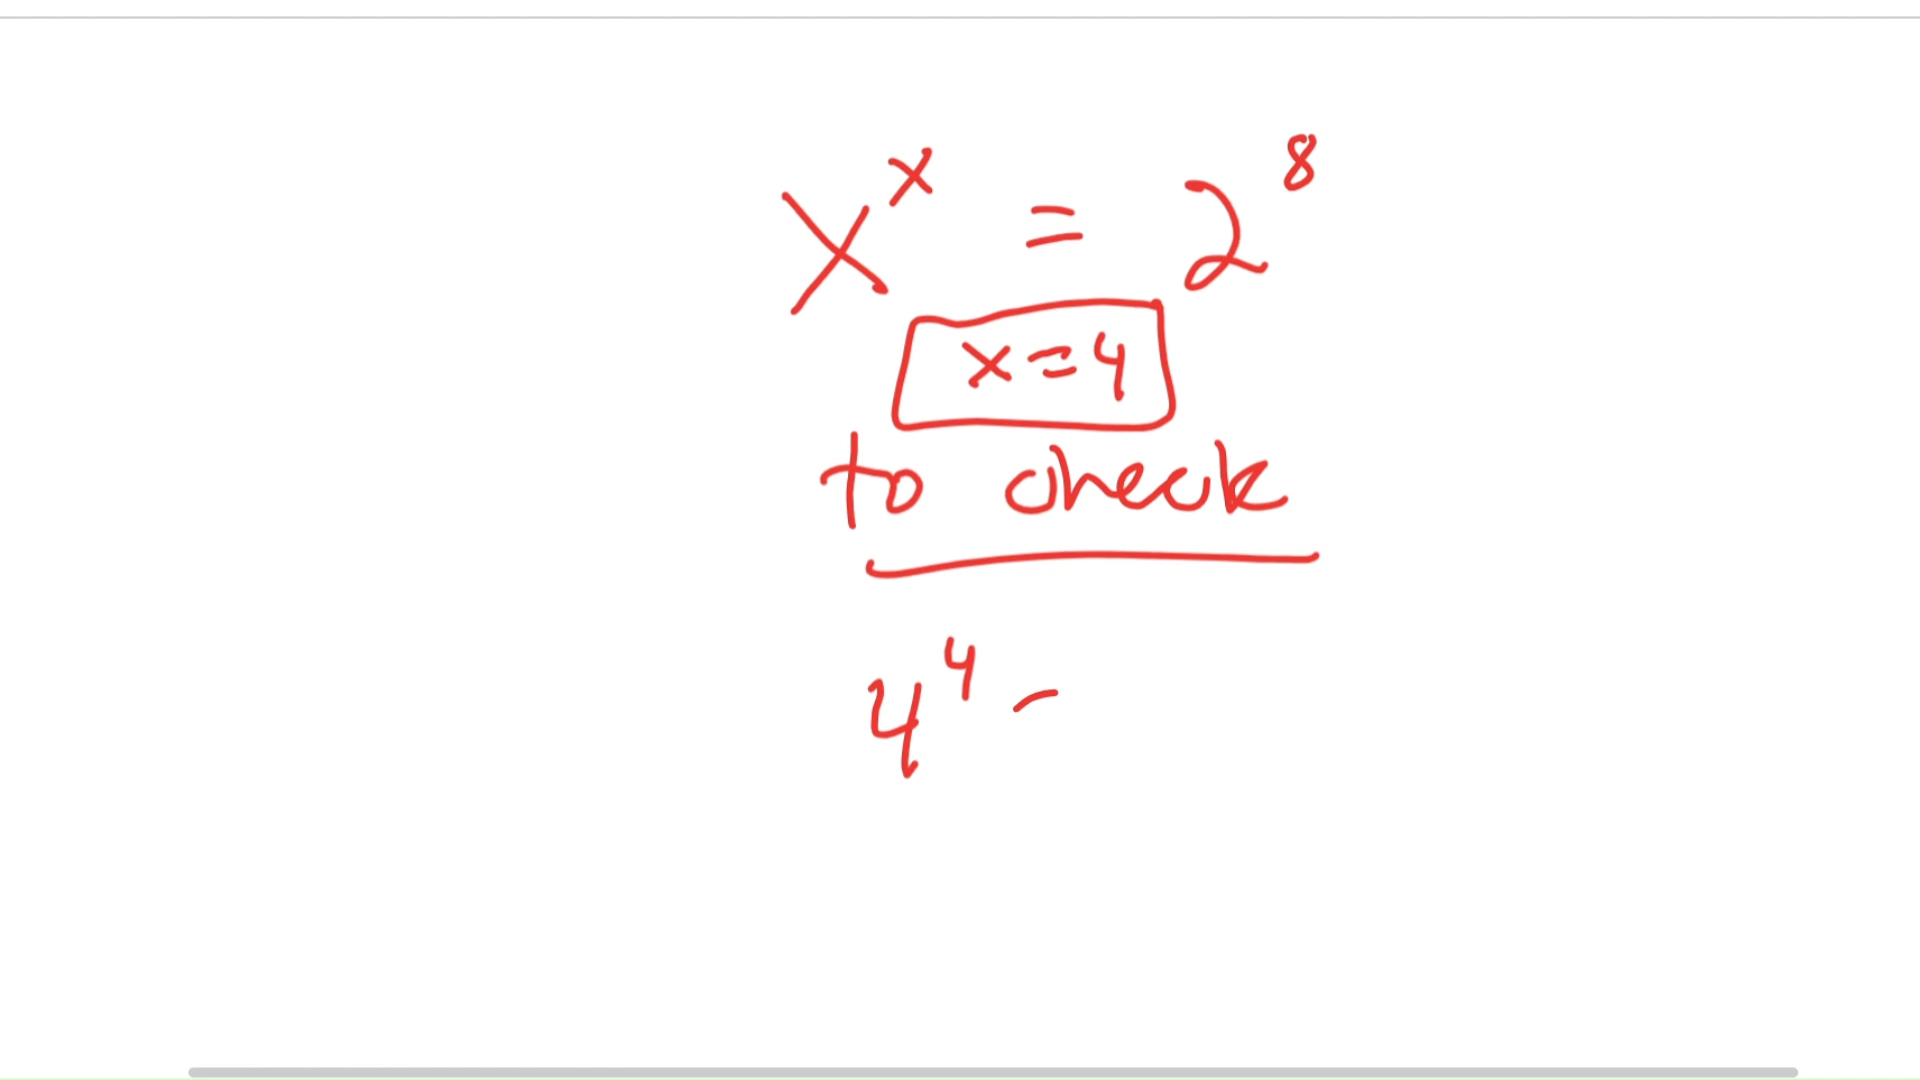 x^x = 2^8
x = 4
to check
4^4 -